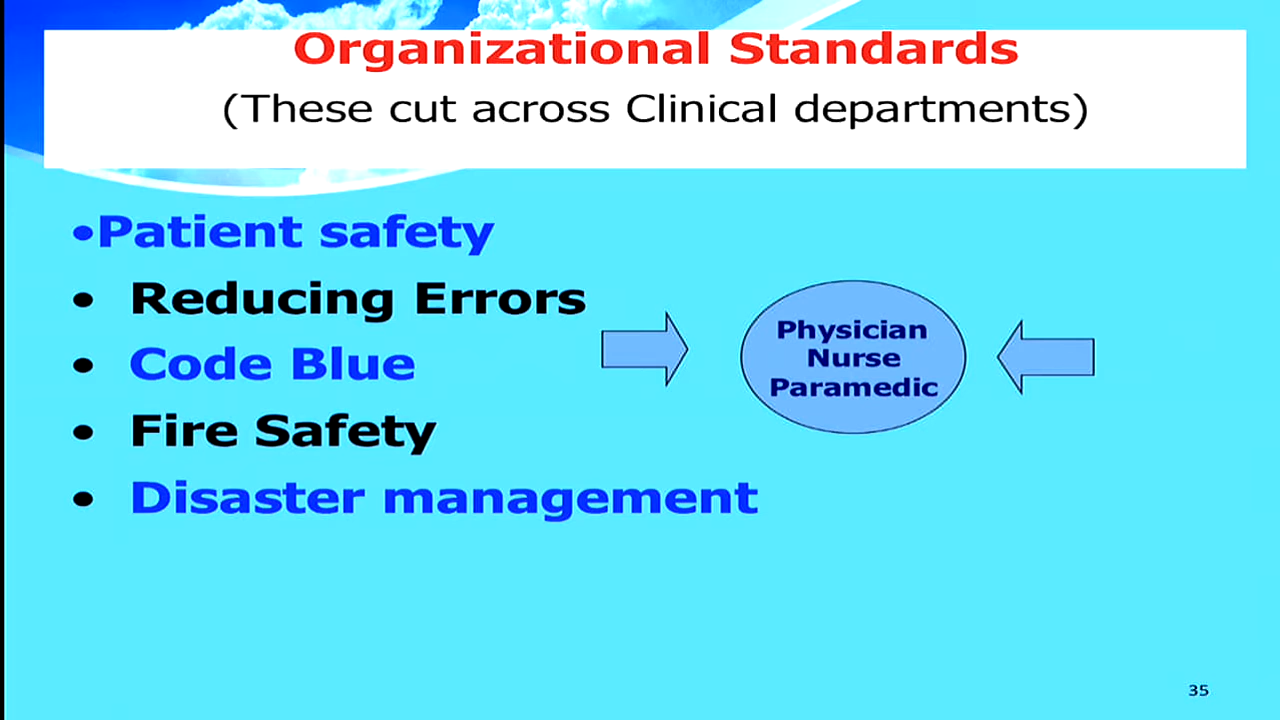 Organizational Standards
(These cut across Clinical departments)
•Patient safety
• Reducing Errors
• Code Blue
• Fire Safety
• Disaster management
Physician
Nurse
Paramedic
35